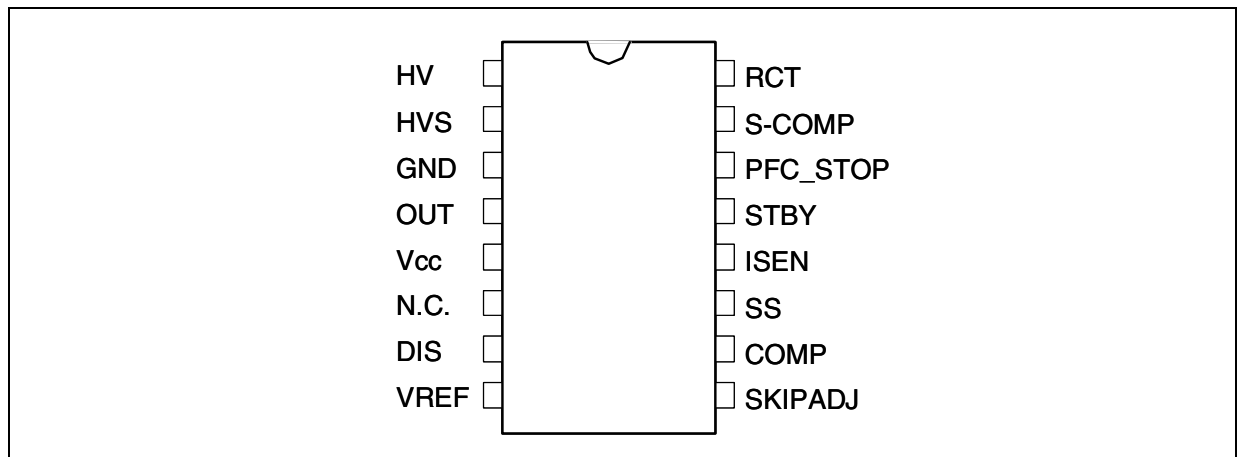 HV RCT
HVS S-COMP
GND PFC_STOP
OUT STBY
Vcc ISEN
N.C. SS
DIS COMP
VREF SKIPADJ